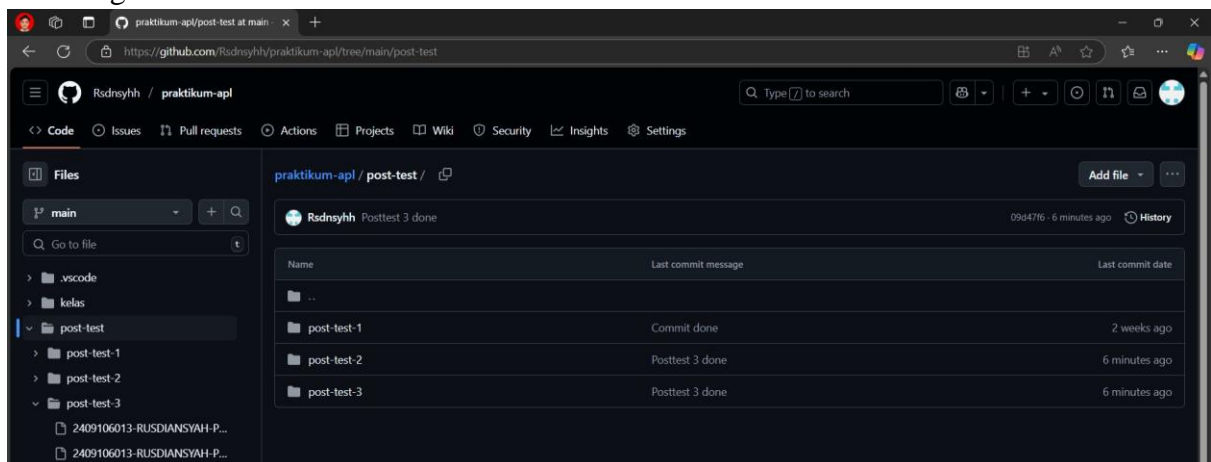 praktikum-apl/post-test at main
https://github.com/Rsdnsyhh/praktikum-apl/tree/main/post-test
Rsdnsyhh / praktikum-apl
Type / to search
Code Issues Pull requests Actions Projects Wiki Security Insights Settings
Files
praktikum-apl / post-test /
Add file
main
Rsdnsyhh Posttest 3 done
09d47f6 · 6 minutes ago History
Go to file t
Name Last commit message Last commit date
.vscode
..
kelas
post-test
post-test-1 Commit done 2 weeks ago
post-test-1
post-test-2 Posttest 3 done 6 minutes ago
post-test-2
post-test-3 Posttest 3 done 6 minutes ago
post-test-3
2409106013-RUSDIANSYAH-P...
2409106013-RUSDIANSYAH-P...